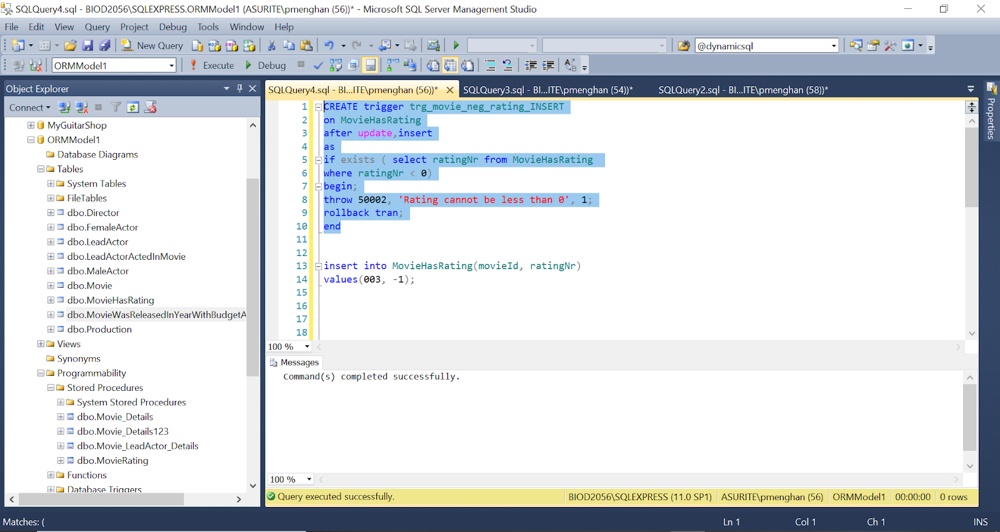 SQLQuery4.sql - BIOD2056\SQLEXPRESS.ORMModel1 (ASURITE\pmenghan (56))* - Microsoft SQL Server Management Studio
File Edit View Query Project Debug Tools Window Help
New Query @dynamicsql
ORMModel1 Execute Debug
Object Explorer
Connect
MyGuitarShop
ORMModel1
Database Diagrams
Tables
System Tables
FileTables
dbo.Director
dbo.FemaleActor
dbo.LeadActor
dbo.LeadActorActedInMovie
dbo.MaleActor
dbo.Movie
dbo.MovieHasRating
dbo.MovieWasReleasedInYearWithBudgetA
dbo.Production
Views
Synonyms
Programmability
Stored Procedures
System Stored Procedures
dbo.Movie_Details
dbo.Movie_Details123
dbo.Movie_LeadActor_Details
dbo.MovieRating
Functions
Database Triggers
SQLQuery4.sql - BI...ITE\pmenghan (56))* SQLQuery3.sql - BI...ITE\pmenghan (54))* SQLQuery2.sql - BI...ITE\pmenghan (58))*
1 CREATE trigger trg_movie_neg_rating_INSERT
2 on MovieHasRating
3 after update,insert
4 as
5 if exists ( select ratingNr from MovieHasRating
6 where ratingNr < 0)
7 begin;
8 throw 50002, 'Rating cannot be less than 0', 1;
9 rollback tran;
10 end
11
12
13 insert into MovieHasRating(movieId, ratingNr)
14 values(003, -1);
15
16
17
18
100 %
Messages
Command(s) completed successfully.
100 %
Query executed successfully. BIOD2056\SQLEXPRESS (11.0 SP1) ASURITE\pmenghan (56) ORMModel1 00:00:00 0 rows
Properties
Matches: ( Ln 1 Col 1 Ch 1 INS